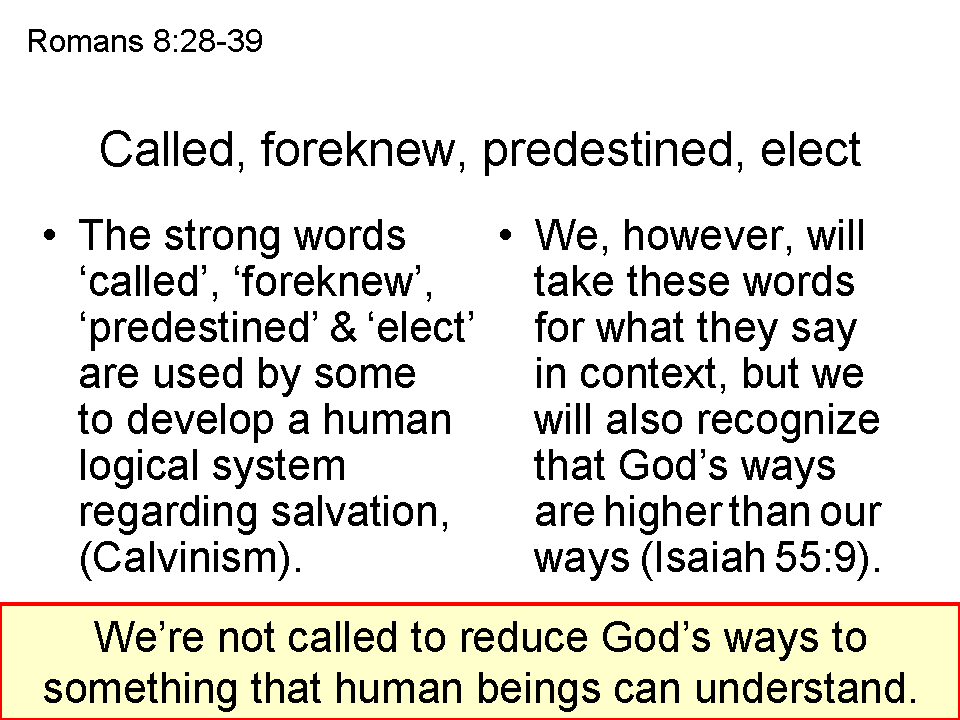 Romans 8:28-39
Called, foreknew, predestined, elect
• The strong words
‘called’, ‘foreknew’,
‘predestined’ & ‘elect’
are used by some
to develop a human
logical system
regarding salvation,
(Calvinism).
• We, however, will
take these words
for what they say
in context, but we
will also recognize
that God’s ways
are higher than our
ways (Isaiah 55:9).
We’re not called to reduce God’s ways to
something that human beings can understand.